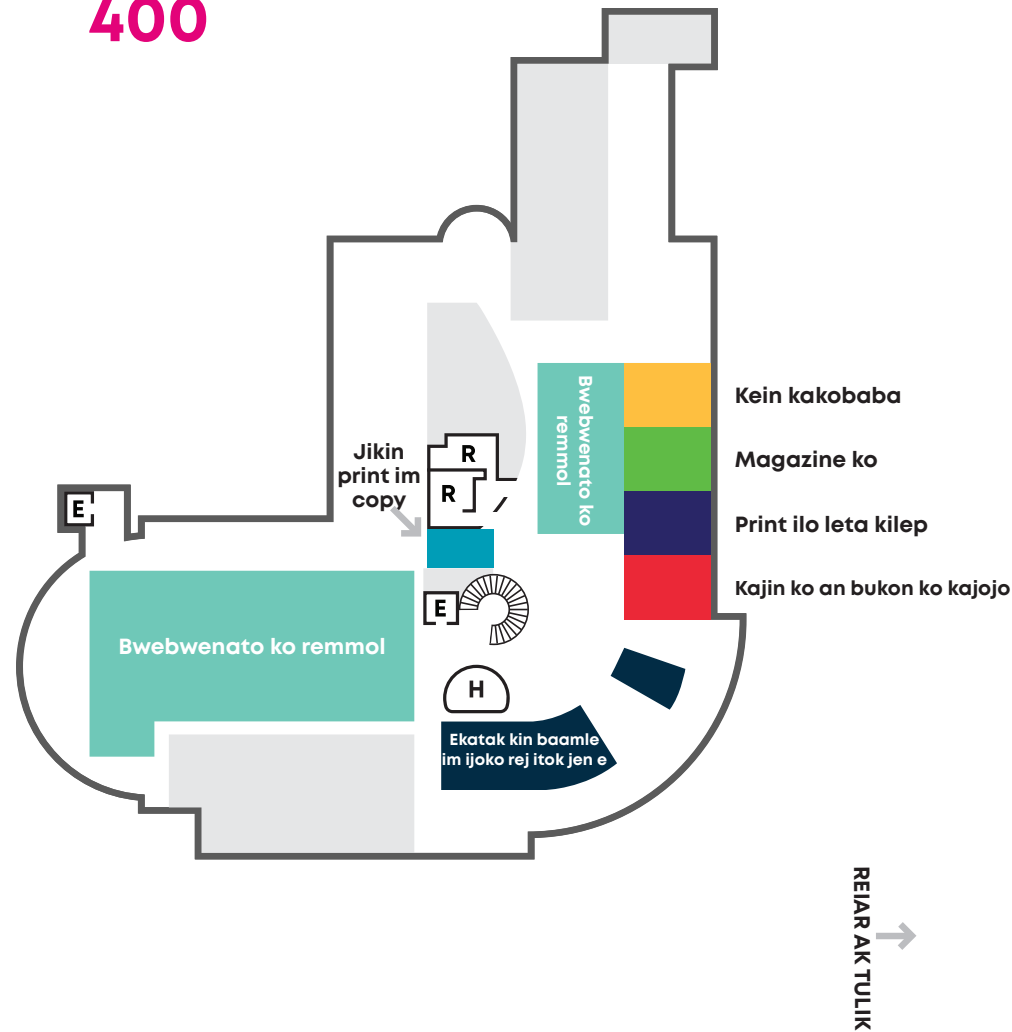 400
Kein kakobaba
Magazine ko
Print ilo leta kilep
Kajin ko an bukon ko kajojo
Bwebwenato ko
remmol
Jikin
print im
copy
R
R
E
E
Bwebwenato ko remmol
H
Ekatak kin baamle
im ijoko rej itok jen e
REIAR AK TULIK